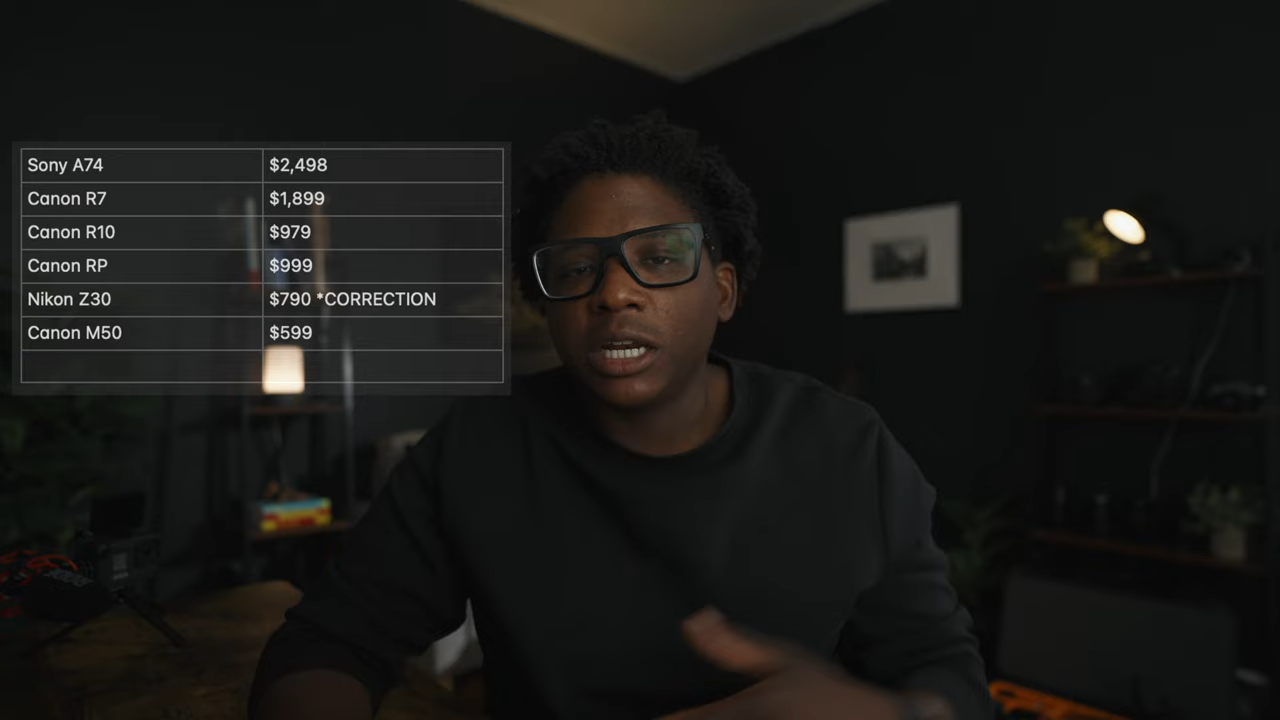 Sony A74 $2,498
Canon R7 $1,899
Canon R10 $979
Canon RP $999
Nikon Z30 $790 *CORRECTION
Canon M50 $599